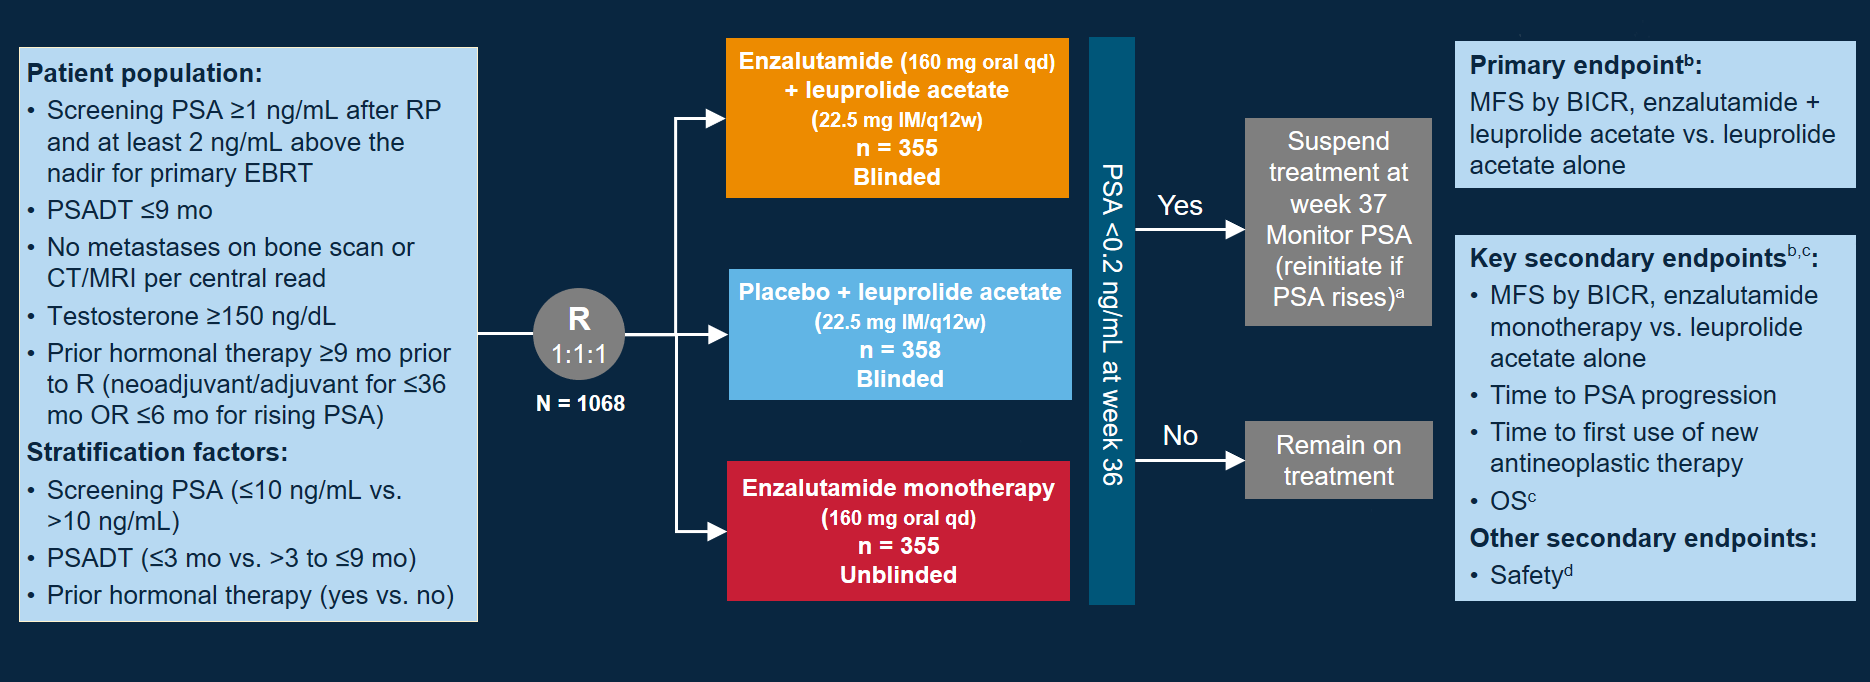 Patient population:
• Screening PSA ≥1 ng/mL after RP
and at least 2 ng/mL above the
nadir for primary EBRT
• PSADT ≤9 mo
• No metastases on bone scan or
CT/MRI per central read
• Testosterone ≥150 ng/dL
• Prior hormonal therapy ≥9 mo prior
to R (neoadjuvant/adjuvant for ≤36
mo OR ≤6 mo for rising PSA)
Stratification factors:
• Screening PSA (≤10 ng/mL vs.
>10 ng/mL)
• PSADT (≤3 mo vs. >3 to ≤9 mo)
• Prior hormonal therapy (yes vs. no)
R
1:1:1
N = 1068
Enzalutamide (160 mg oral qd)
+ leuprolide acetate
(22.5 mg IM/q12w)
n = 355
Blinded
Placebo + leuprolide acetate
(22.5 mg IM/q12w)
n = 358
Blinded
Enzalutamide monotherapy
(160 mg oral qd)
n = 355
Unblinded
PSA <0.2 ng/mL at week 36
Yes
Suspend
treatment at
week 37
Monitor PSA
(reinitiate if
PSA rises)a
No
Remain on
treatment
Primary endpointb:
MFS by BICR, enzalutamide +
leuprolide acetate vs. leuprolide
acetate alone
Key secondary endpointsb,c:
• MFS by BICR, enzalutamide
monotherapy vs. leuprolide
acetate alone
• Time to PSA progression
• Time to first use of new
antineoplastic therapy
• OSc
Other secondary endpoints:
• Safetyd